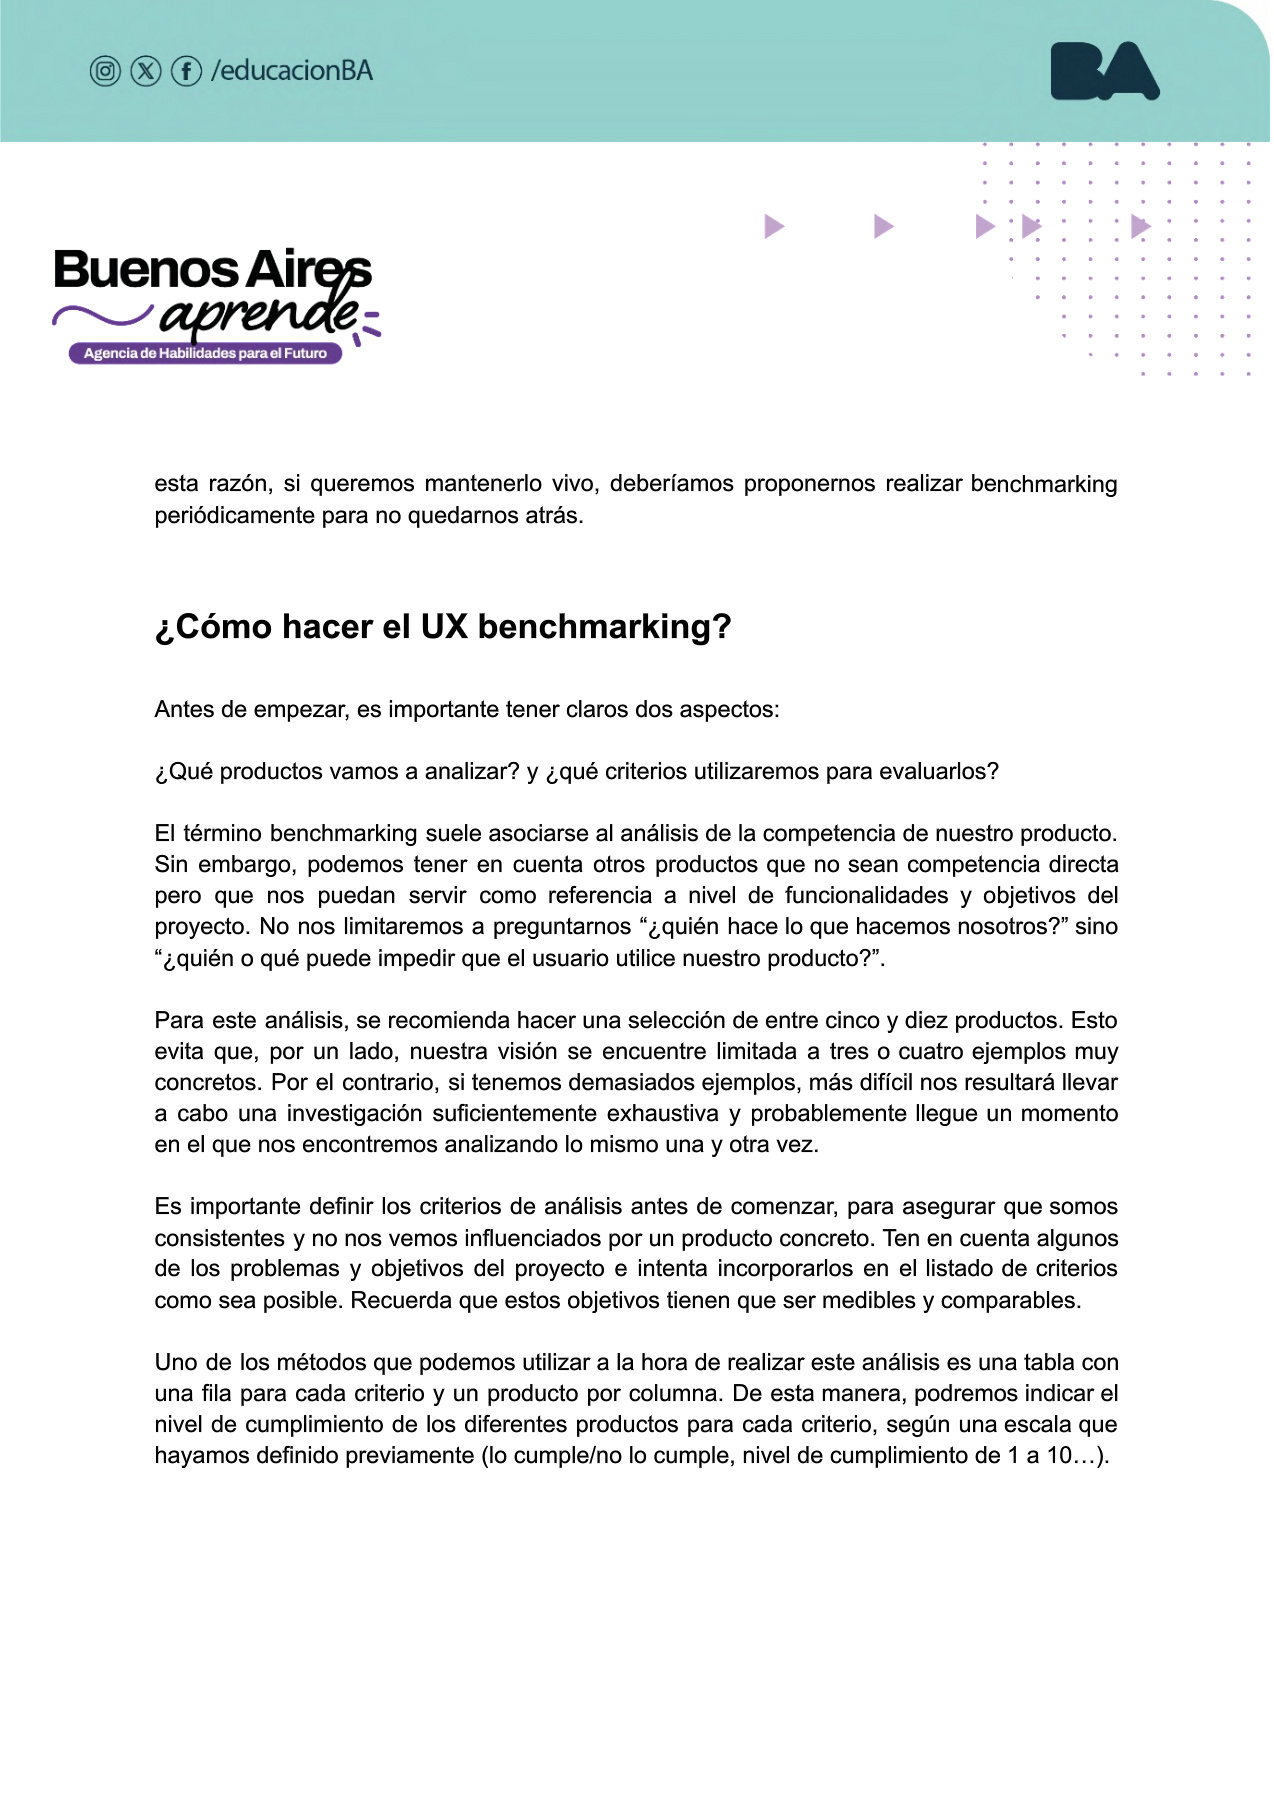 /educacionBA
BA
Buenos Aires
aprende
Agencia de Habilidades para el Futuro
esta razón, si queremos mantenerlo vivo, deberíamos proponernos realizar benchmarking
periódicamente para no quedarnos atrás.
¿Cómo hacer el UX benchmarking?
Antes de empezar, es importante tener claros dos aspectos:
¿Qué productos vamos a analizar? y ¿qué criterios utilizaremos para evaluarlos?
El término benchmarking suele asociarse al análisis de la competencia de nuestro producto.
Sin embargo, podemos tener en cuenta otros productos que no sean competencia directa
pero que nos puedan servir como referencia a nivel de funcionalidades y objetivos del
proyecto. No nos limitaremos a preguntarnos “¿quién hace lo que hacemos nosotros?” sino
“¿quién o qué puede impedir que el usuario utilice nuestro producto?”.
Para este análisis, se recomienda hacer una selección de entre cinco y diez productos. Esto
evita que, por un lado, nuestra visión se encuentre limitada a tres o cuatro ejemplos muy
concretos. Por el contrario, si tenemos demasiados ejemplos, más difícil nos resultará llevar
a cabo una investigación suficientemente exhaustiva y probablemente llegue un momento
en el que nos encontremos analizando lo mismo una y otra vez.
Es importante definir los criterios de análisis antes de comenzar, para asegurar que somos
consistentes y no nos vemos influenciados por un producto concreto. Ten en cuenta algunos
de los problemas y objetivos del proyecto e intenta incorporarlos en el listado de criterios
como sea posible. Recuerda que estos objetivos tienen que ser medibles y comparables.
Uno de los métodos que podemos utilizar a la hora de realizar este análisis es una tabla con
una fila para cada criterio y un producto por columna. De esta manera, podremos indicar el
nivel de cumplimiento de los diferentes productos para cada criterio, según una escala que
hayamos definido previamente (lo cumple/no lo cumple, nivel de cumplimiento de 1 a 10…).